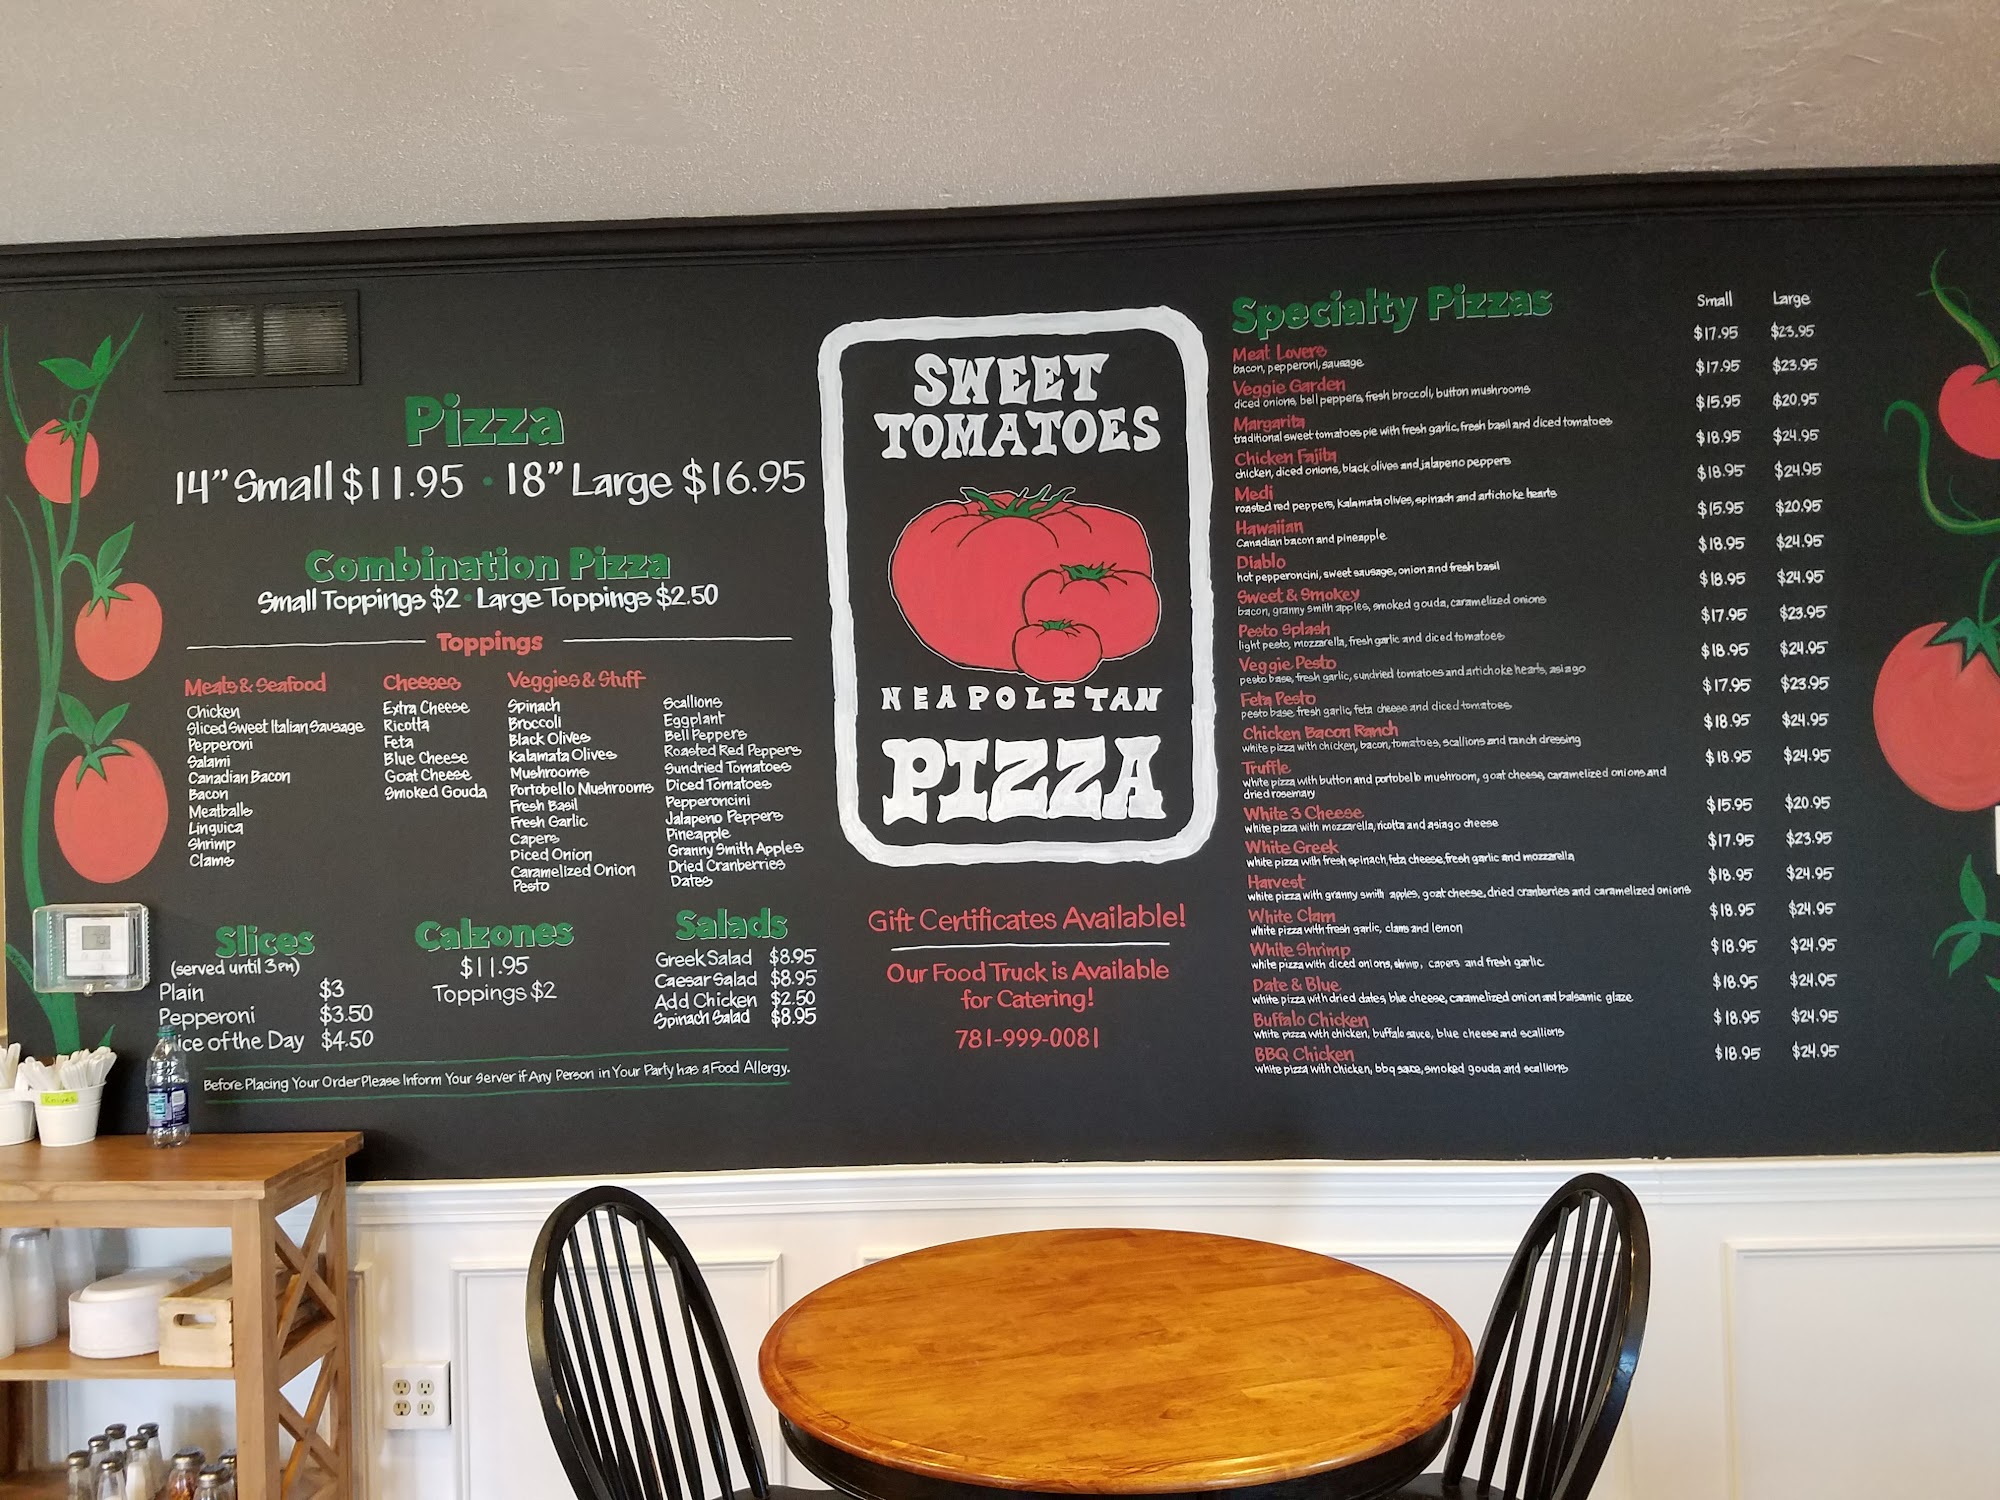 Pizza
14" Small $11.95 • 18" Large $16.95
Combination Pizza
Small Toppings $2 • Large Toppings $2.50
Toppings
Meats & Seafood
Chicken
Sliced Sweet Italian Sausage
Pepperoni
Salami
Canadian Bacon
Bacon
Meatballs
Linguica
Shrimp
Clams
Cheeses
Extra Cheese
Ricotta
Feta
Blue Cheese
Goat Cheese
Smoked Gouda
Veggies & Stuff
Spinach
Broccoli
Black Olives
Kalamata Olives
Mushrooms
Portobello Mushrooms
Fresh Basil
Fresh Garlic
Capers
Diced Onion
Caramelized Onion
Pesto
Scallions
Eggplant
Bell Peppers
Roasted Red Peppers
Sundried Tomatoes
Diced Tomatoes
Pepperoncini
Jalapeno Peppers
Pineapple
Granny Smith Apples
Dried Cranberries
Dates
Slices
(served until 3pm)
Plain $3
Pepperoni $3.50
ice of the Day $4.50
Calzones
$11.95
Toppings $2
Salads
Greek Salad $8.95
Caesar Salad $8.95
Add Chicken $2.50
Spinach Salad $8.95
Before Placing Your Order Please Inform Your Server if Any Person in Your Party has a Food Allergy.
SWEET
TOMATOES
NEAPOLITAN
PIZZA
Gift Certificates Available!
Our Food Truck is Available
for Catering!
781-999-0081
Specialty Pizzas Small Large
Meat Lovers $17.95 $23.95
bacon, pepperoni, sausage
Veggie Garden $17.95 $23.95
diced onions, bell peppers, fresh broccoli, button mushrooms
Margarita $15.95 $20.95
traditional sweet tomatoes pie with fresh garlic, fresh basil and diced tomatoes
Chicken Fajita $18.95 $24.95
chicken, diced onions, black olives and jalapeno peppers
Medi $18.95 $24.95
roasted red peppers, kalamata olives, spinach and artichoke hearts
Hawaiian $15.95 $20.95
Canadian bacon and pineapple
Diablo $18.95 $24.95
hot pepperoncini, sweet sausage, onion and fresh basil
Sweet & Smokey $18.95 $24.95
bacon, granny smith apples, smoked gouda, caramelized onions
Pesto Splash $17.95 $23.95
light pesto, mozzarella, fresh garlic and diced tomatoes
Veggie Pesto $18.95 $24.95
pesto base, fresh garlic, sundried tomatoes and artichoke hearts, asiago
Feta Pesto $17.95 $23.95
pesto base fresh garlic, feta cheese and diced tomatoes
Chicken Bacon Ranch $18.95 $24.95
white pizza with chicken, bacon, tomatoes, scallions and ranch dressing
Truffle $18.95 $24.95
white pizza with button and portobello mushroom, goat cheese, caramelized onions and
dried rosemary
White 3 Cheese $15.95 $20.95
white pizza with mozzarella, ricotta and asiago cheese
White Greek $17.95 $23.95
white pizza with fresh spinach, feta cheese, fresh garlic and mozzarella
Harvest $18.95 $24.95
white pizza with granny smith apples, goat cheese, dried cranberries and caramelized onions
White Clam $18.95 $24.95
white pizza with fresh garlic, clams and lemon
White Shrimp $18.95 $24.95
white pizza with diced onions, shrimp, capers and fresh garlic
Date & Blue $18.95 $24.95
white pizza with dried dates, blue cheese, caramelized onion and balsamic glaze
Buffalo Chicken $18.95 $24.95
white pizza with chicken, buffalo sauce, blue cheese and scallions
BBQ Chicken $18.95 $24.95
white pizza with chicken, bbq sauce, smoked gouda and scallions
Knives